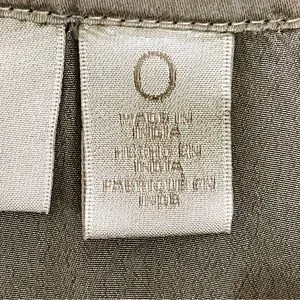 0
MADE IN
INDIA
HECHO EN
INDIA
FABRIQUE EN
INDE